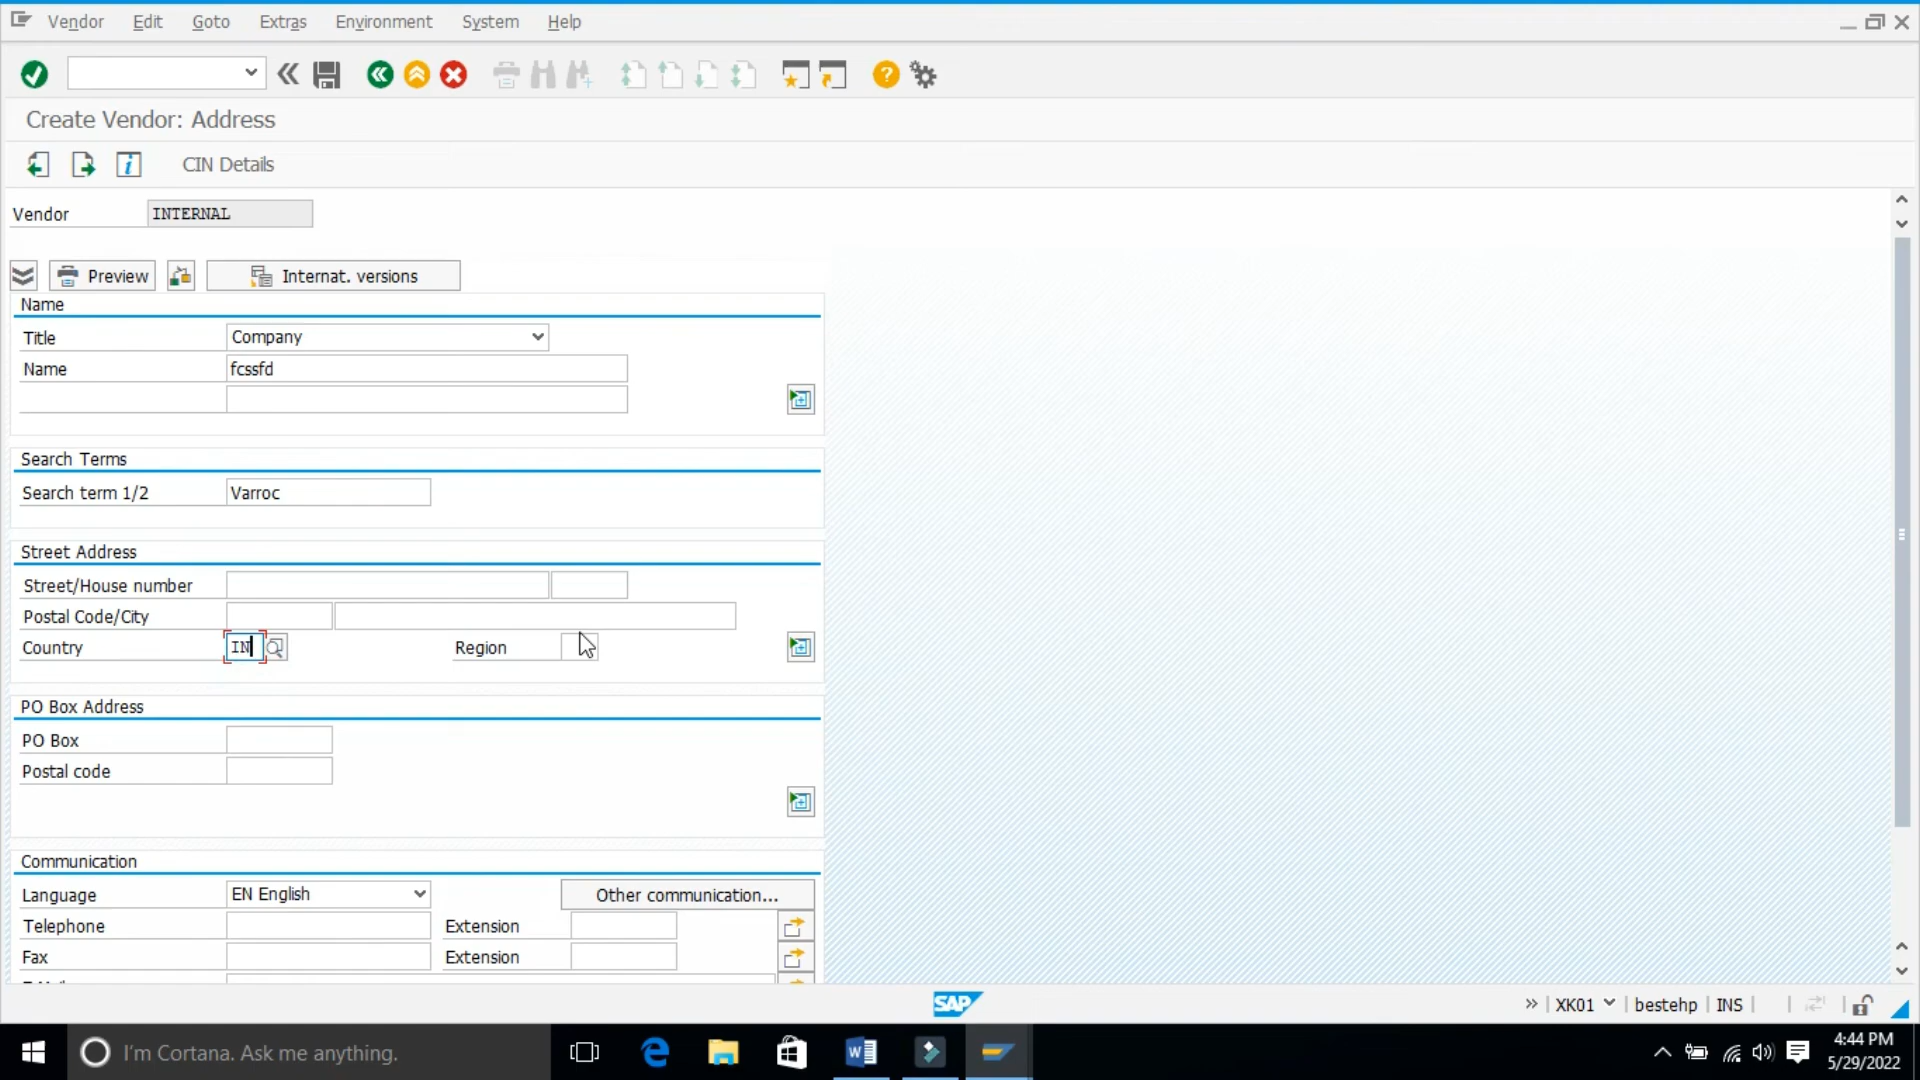 Vendor Edit Goto Extras Environment System Help
Create Vendor: Address
CIN Details
Vendor INTERNAL
Preview Internat. versions
Name
Title Company
Name fcssfd
Search Terms
Search term 1/2 Varroc
Street Address
Street/House number
Postal Code/City
Country IN Region
PO Box Address
PO Box
Postal code
Communication
Language EN English Other communication...
Telephone Extension
Fax Extension
SAP XK01 bestehp INS
I'm Cortana. Ask me anything.
4:44 PM
5/29/2022